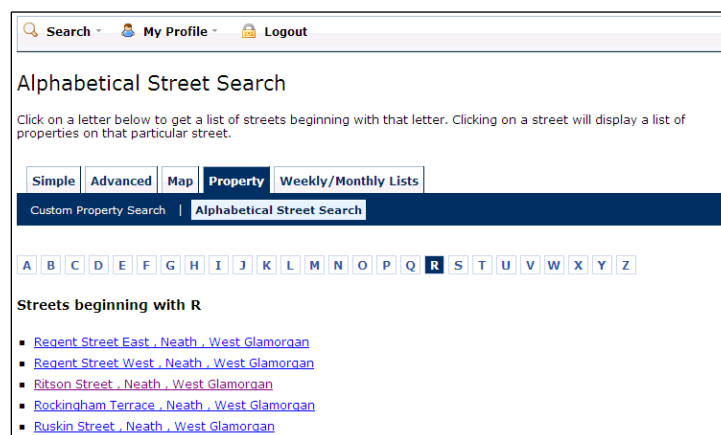 Search My Profile Logout
Alphabetical Street Search
Click on a letter below to get a list of streets beginning with that letter. Clicking on a street will display a list of
properties on that particular street.
Simple Advanced Map Property Weekly/Monthly Lists
Custom Property Search | Alphabetical Street Search
A B C D E F G H I J K L M N O P Q R S T U V W X Y Z
Streets beginning with R
Regent Street East , Neath , West Glamorgan
Regent Street West , Neath , West Glamorgan
Ritson Street , Neath , West Glamorgan
Rockingham Terrace , Neath , West Glamorgan
Ruskin Street , Neath , West Glamorgan